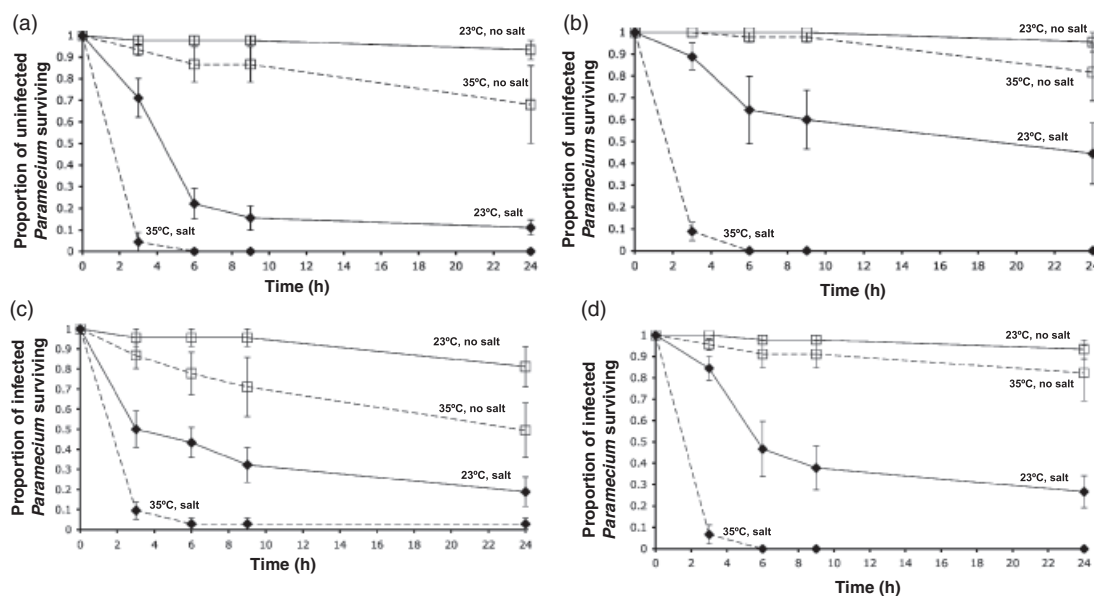 (a)
Proportion of uninfected
Paramecium surviving
1
0.9
0.8
0.7
0.6
0.5
0.4
0.3
0.2
0.1
0
23ºC, no salt
35ºC, no salt
23ºC, salt
35ºC, salt
0 2 4 6 8 10 12 14 16 18 20 22 24
Time (h)
(b)
Proportion of uninfected
Paramecium surviving
1
0.9
0.8
0.7
0.6
0.5
0.4
0.3
0.2
0.1
0
23ºC, no salt
35ºC, no salt
23ºC, salt
35ºC, salt
0 2 4 6 8 10 12 14 16 18 20 22 24
Time (h)
(c)
Proportion of infected
Paramecium surviving
1
0.9
0.8
0.7
0.6
0.5
0.4
0.3
0.2
0.1
0
23ºC, no salt
35ºC, no salt
23ºC, salt
35ºC, salt
0 2 4 6 8 10 12 14 16 18 20 22 24
Time (h)
(d)
Proportion of infected
Paramecium surviving
1
0.9
0.8
0.7
0.6
0.5
0.4
0.3
0.2
0.1
0
23ºC, no salt
35ºC, no salt
23ºC, salt
35ºC, salt
0 2 4 6 8 10 12 14 16 18 20 22 24
Time (h)